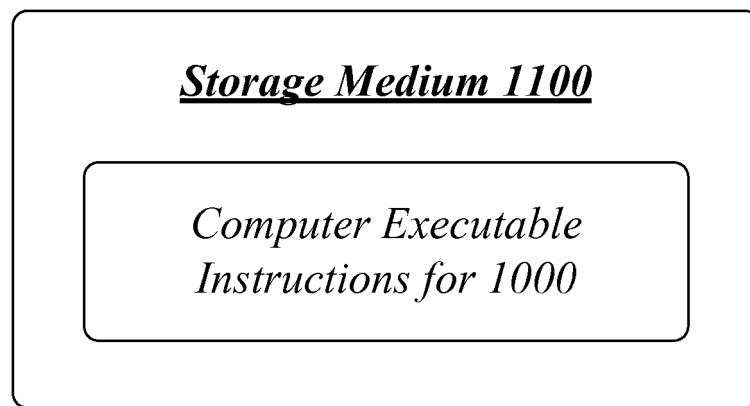 Storage Medium 1100
Computer Executable
Instructions for 1000